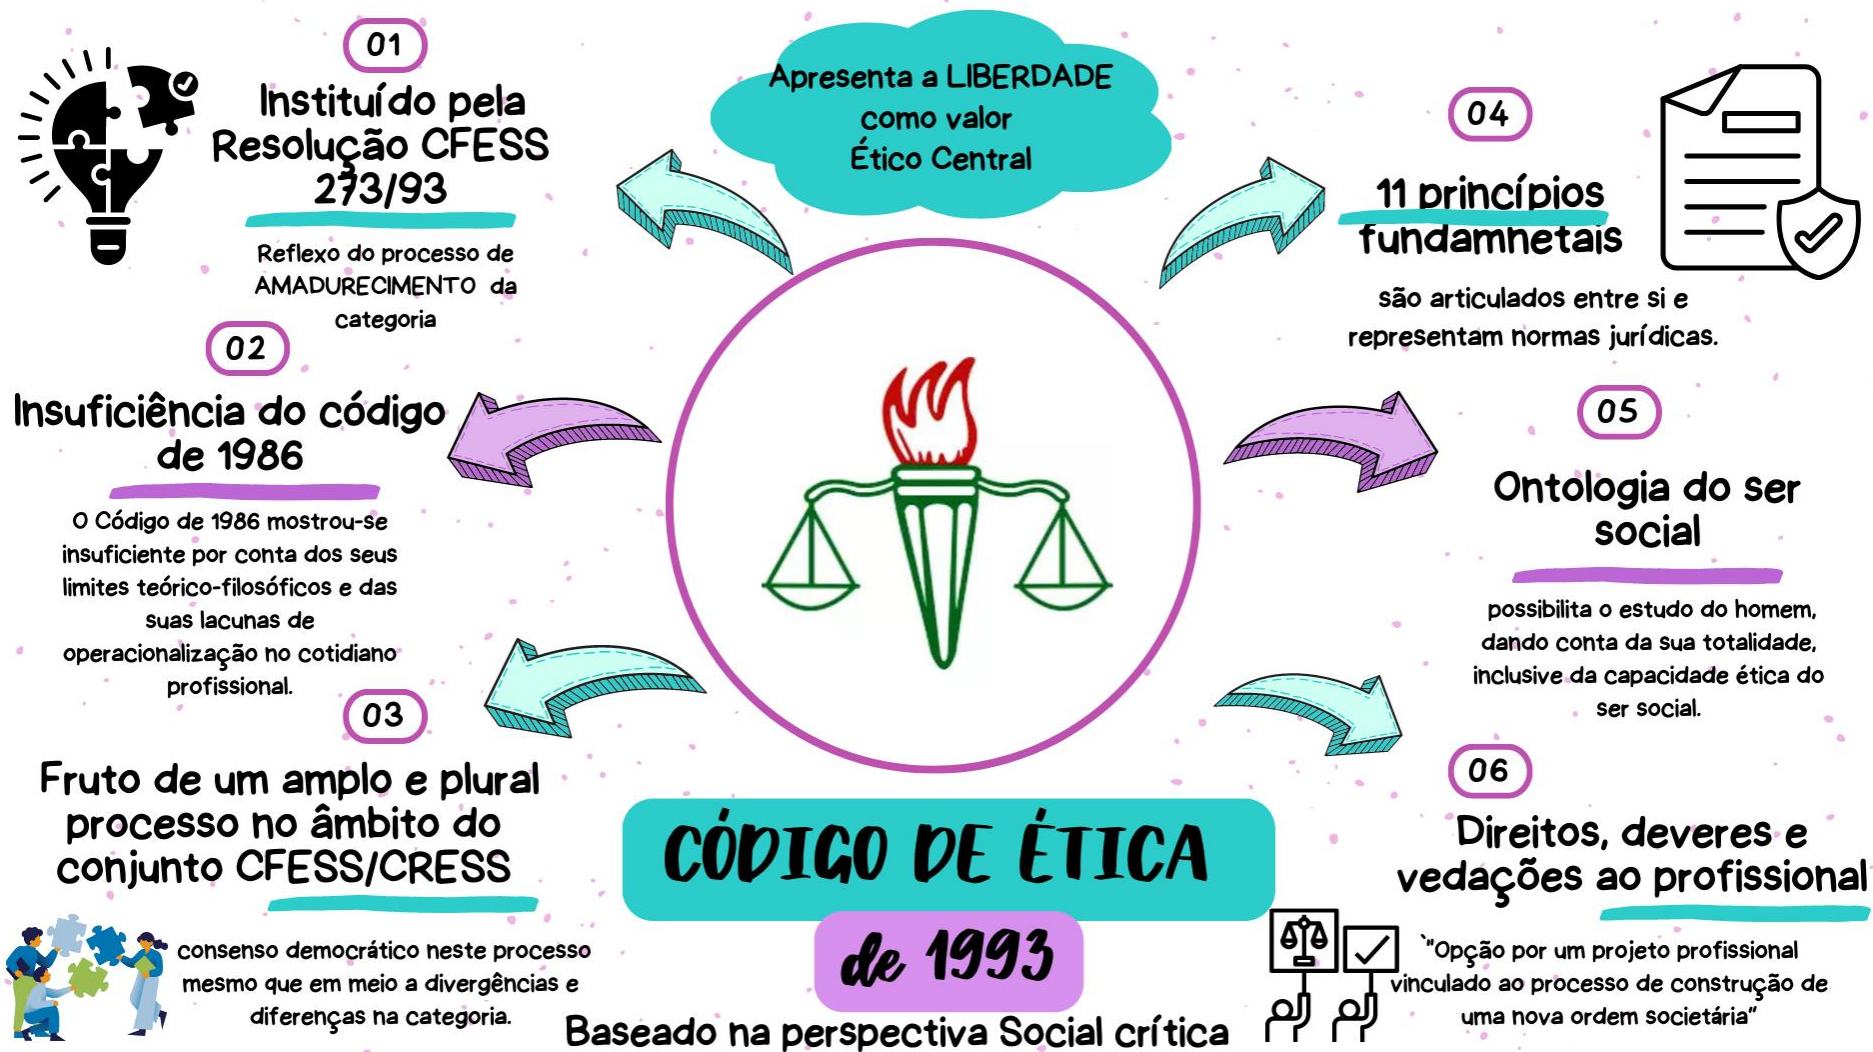 01
Instituído pela
Resolução CFESS
273/93
Reflexo do processo de
AMADURECIMENTO da
categoria
02
Insuficiência do código
de 1986
O Código de 1986 mostrou-se
insuficiente por conta dos seus
limites teórico-filosóficos e das
suas lacunas de
operacionalização no cotidiano
profissional.
03
Fruto de um amplo e plural
processo no âmbito do
conjunto CFESS/CRESS
consenso democrático neste processo
mesmo que em meio a divergências e
diferenças na categoria.
Apresenta a LIBERDADE
como valor
Ético Central
CÓDIGO DE ÉTICA
de 1993
Baseado na perspectiva Social crítica
04
11 princípios
fundamnetais
são articulados entre si e
representam normas jurídicas.
05
Ontologia do ser
social
possibilita o estudo do homem,
dando conta da sua totalidade,
inclusive da capacidade ética do
ser social.
06
Direitos, deveres e
vedações ao profissional
`"Opção por um projeto profissional
vinculado ao processo de construção de
uma nova ordem societária"